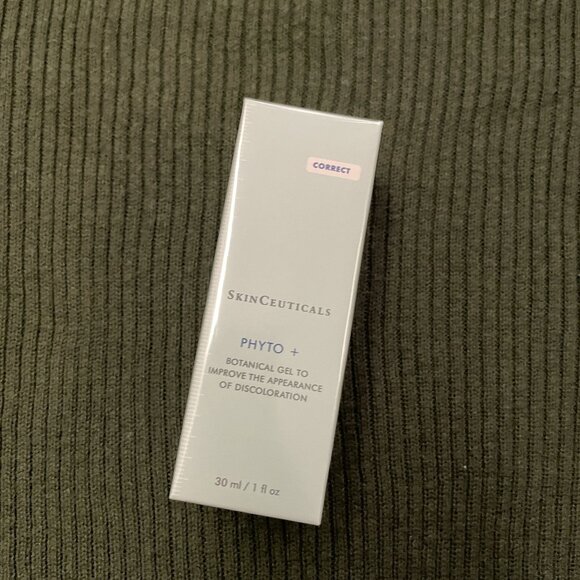 CORRECT
SKINCEUTICALS
PHYTO +
BOTANICAL GEL TO
IMPROVE THE APPEARANCE
OF DISCOLORATION
30 ml / 1 fl oz